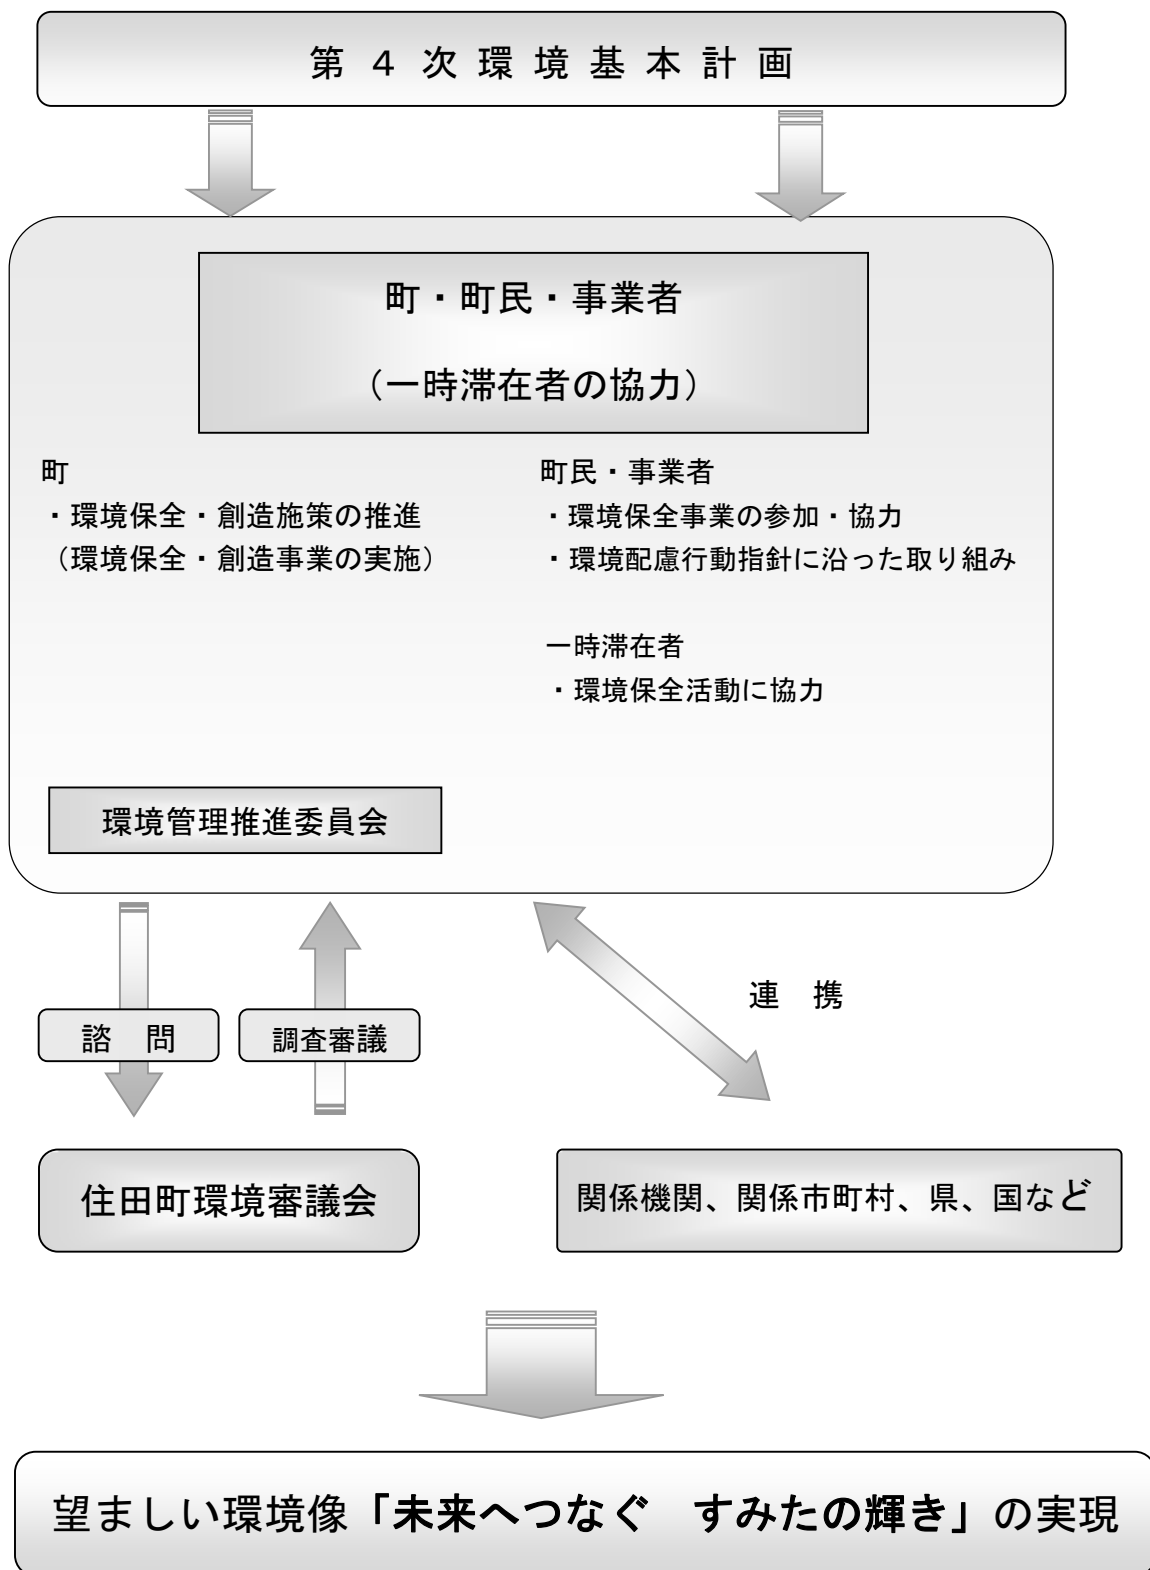 第４次環境基本計画
町・町民・事業者
（一時滞在者の協力）
町
・環境保全・創造施策の推進
（環境保全・創造事業の実施）
町民・事業者
・環境保全事業の参加・協力
・環境配慮行動指針に沿った取り組み
一時滞在者
・環境保全活動に協力
環境管理推進委員会
諮　問
調査審議
連　携
住田町環境審議会
関係機関、関係市町村、県、国など
望ましい環境像「未来へつなぐ　すみたの輝き」の実現